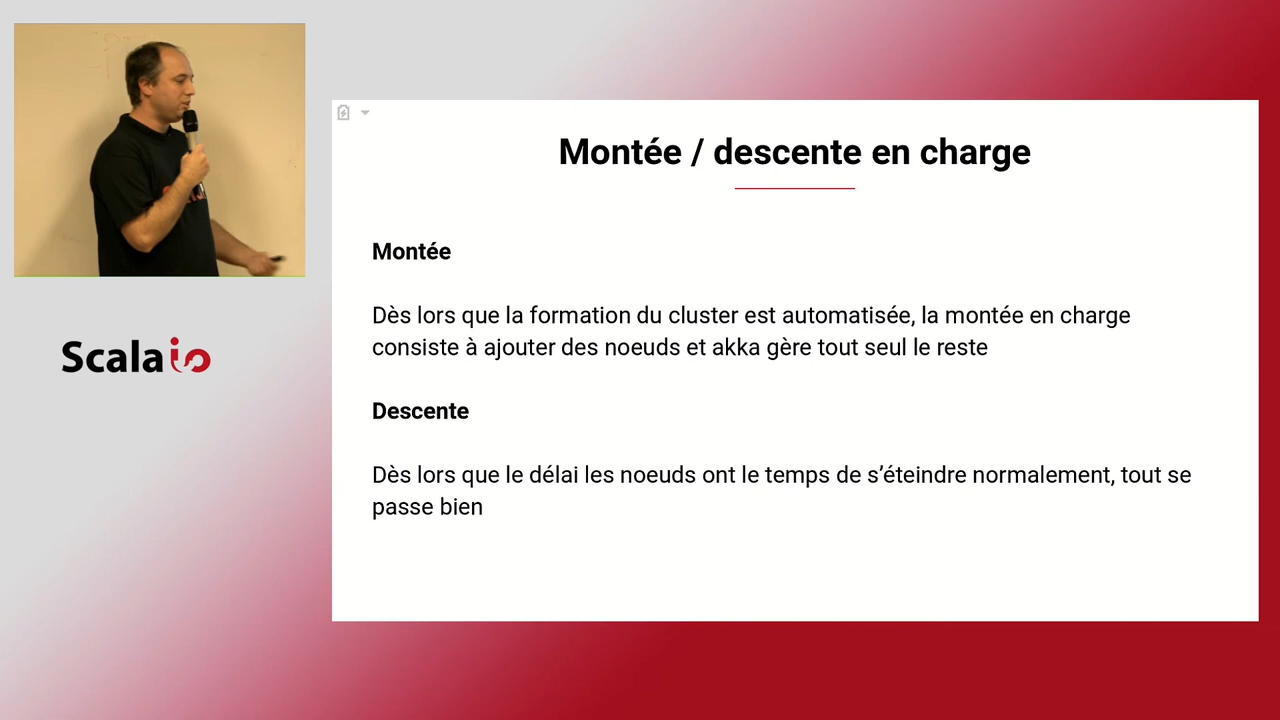 Scala io
Montée / descente en charge
Montée
Dès lors que la formation du cluster est automatisée, la montée en charge
consiste à ajouter des noeuds et akka gère tout seul le reste
Descente
Dès lors que le délai les noeuds ont le temps de s’éteindre normalement, tout se
passe bien